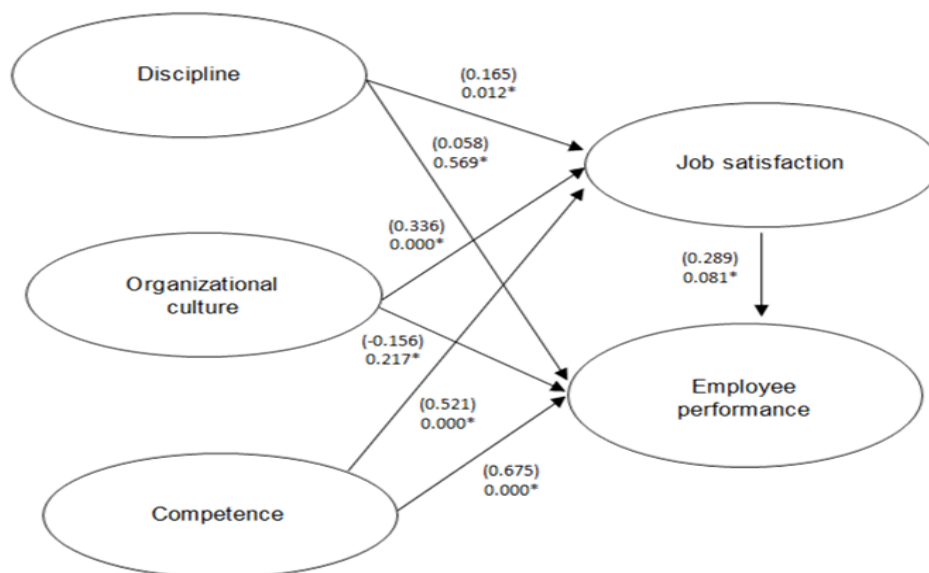 Discipline
(0.165)
0.012*
(0.058)
0.569*
Job satisfaction
(0.336)
0.000*
Organizational
culture
(0.289)
0.081*
(-0.156)
0.217*
Employee
performance
(0.521)
0.000*
(0.675)
0.000*
Competence